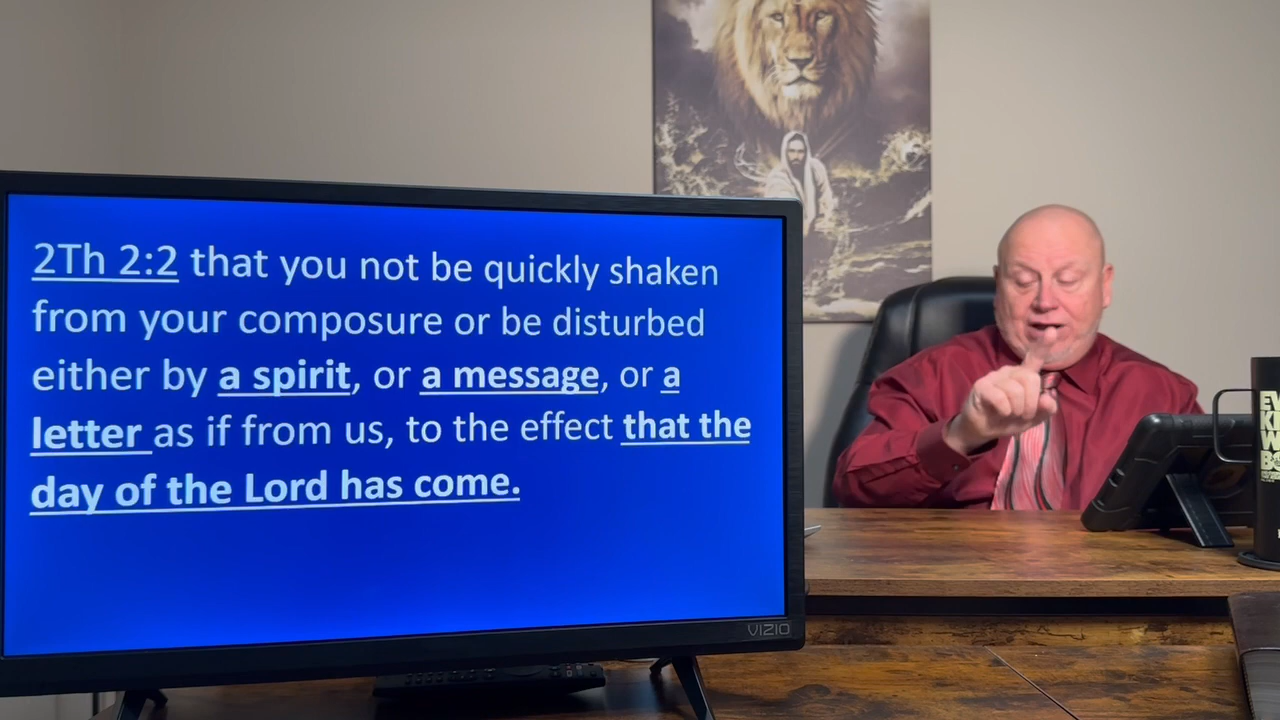 2Th 2:2 that you not be quickly shaken
from your composure or be disturbed
either by a spirit, or a message, or a
letter as if from us, to the effect that the
day of the Lord has come.
VIZIO